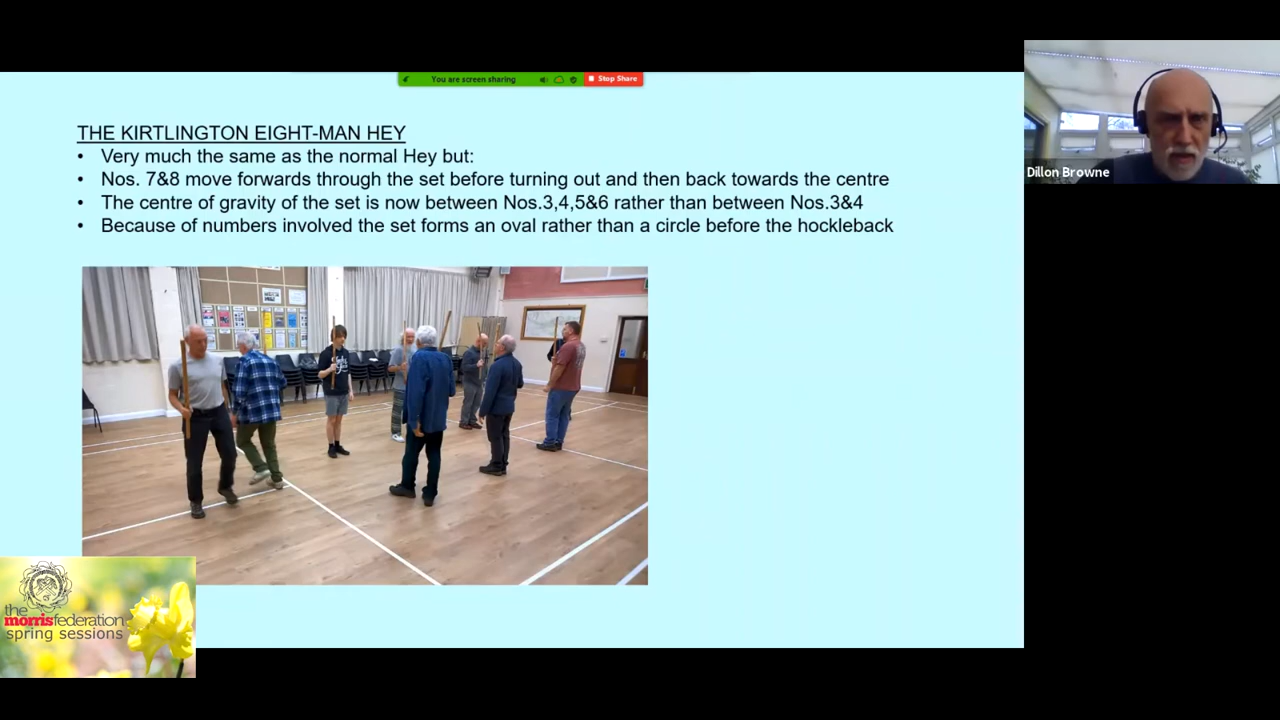 You are screen sharing
Stop Share
THE KIRTLINGTON EIGHT-MAN HEY
• Very much the same as the normal Hey but:
• Nos. 7&8 move forwards through the set before turning out and then back towards the centre
• The centre of gravity of the set is now between Nos.3,4,5&6 rather than between Nos.3&4
• Because of numbers involved the set forms an oval rather than a circle before the hockleback
Dillon Browne
the
morrisfederation
spring sessions